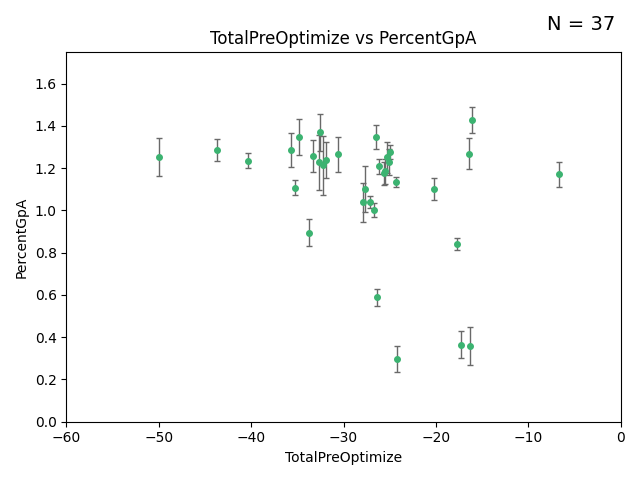 N = 37
TotalPreOptimize vs PercentGpA
PercentGpA
1.6
1.4
1.2
1.0
0.8
0.6
0.4
0.2
0.0
−60 −50 −40 −30 −20 −10 0
TotalPreOptimize